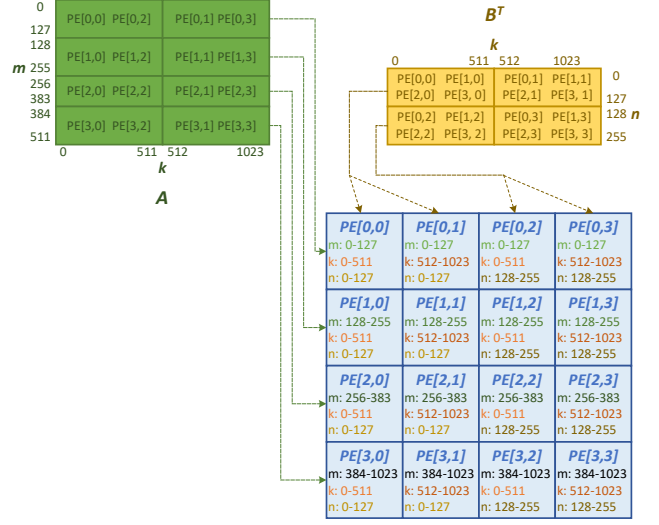 0
127
128
255
256
383
384
511
m
PE[0,0] PE[0,2] PE[0,1] PE[0,3]
PE[1,0] PE[1,2] PE[1,1] PE[1,3]
PE[2,0] PE[2,2] PE[2,1] PE[2,3]
PE[3,0] PE[3,2] PE[3,1] PE[3,3]
0 511 512 1023
k
A
B^T
k
0 511 512 1023
PE[0,0] PE[1,0] PE[0,1] PE[1,1]
PE[2,0] PE[3, 0] PE[2,1] PE[3, 1]
PE[0,2] PE[1,2] PE[0,3] PE[1,3]
PE[2,2] PE[3, 2] PE[2,3] PE[3, 3]
0
127
128 n
255
PE[0,0] PE[0,1] PE[0,2] PE[0,3]
m: 0-127 m: 0-127 m: 0-127 m: 0-127
k: 0-511 k: 512-1023 k: 0-511 k: 512-1023
n: 0-127 n: 0-127 n: 128-255 n: 128-255
PE[1,0] PE[1,1] PE[1,2] PE[1,3]
m: 128-255 m: 128-255 m: 128-255 m: 128-255
k: 0-511 k: 512-1023 k: 0-511 k: 512-1023
n: 0-127 n: 0-127 n: 128-255 n: 128-255
PE[2,0] PE[2,1] PE[2,2] PE[2,3]
m: 256-383 m: 256-383 m: 256-383 m: 256-383
k: 0-511 k: 512-1023 k: 0-511 k: 512-1023
n: 0-127 n: 0-127 n: 128-255 n: 128-255
PE[3,0] PE[3,1] PE[3,2] PE[3,3]
m: 384-1023 m: 384-1023 m: 384-1023 m: 384-1023
k: 0-511 k: 512-1023 k: 0-511 k: 512-1023
n: 0-127 n: 0-127 n: 128-255 n: 128-255